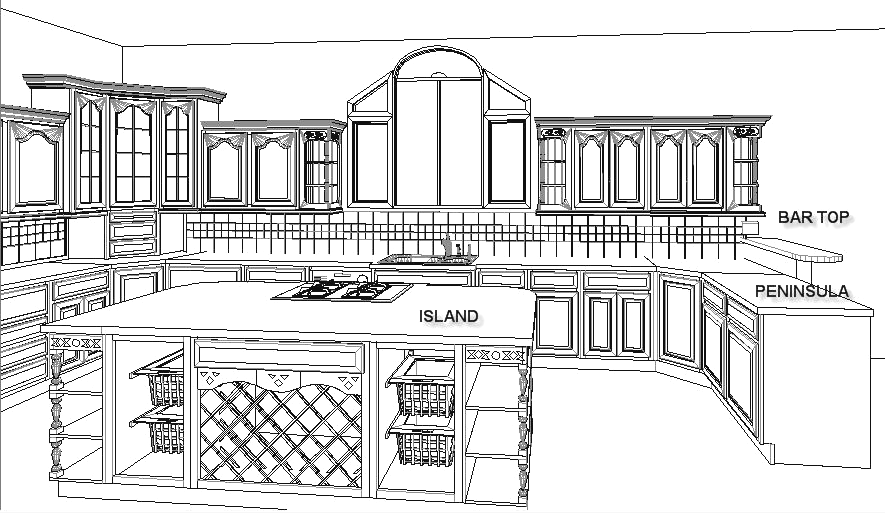 BAR TOP
PENINSULA
ISLAND